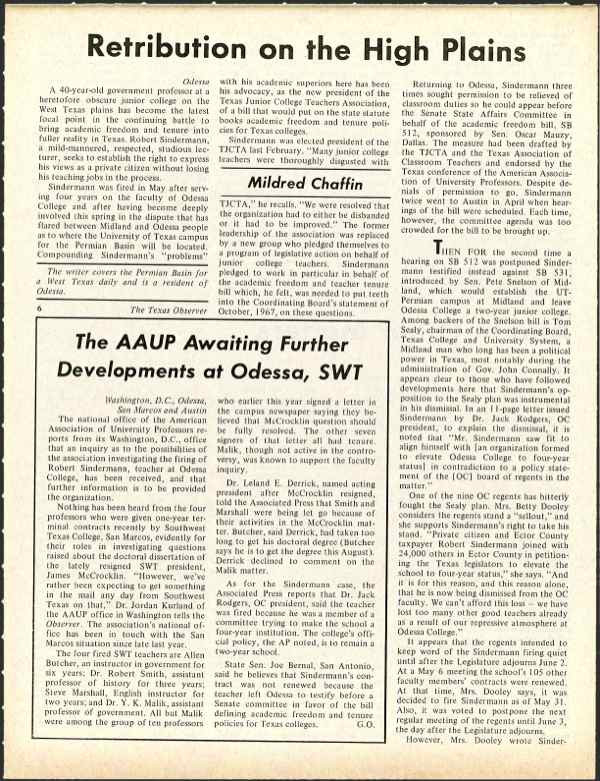 Retribution on the High Plains
Odessa
A 40-year-old government professor at a
heretofore obscure junior college on the
West Texas plains has become the latest
focal point in the continuing battle to
bring academic freedom and tenure into
fuller reality in Texas. Robert Sindermann,
a mild-mannered, respected, studious lec-
turer, seeks to establish the right to express
his views as a private citizen without losing
his teaching jobs in the process.
Sindermann was fired in May after serv-
ing four years on the faculty of Odessa
College and after having become deeply
involved this spring in the dispute that has
flared between Midland and Odessa people
as to where the University of Texas campus
for the Permian Basin will be located.
Compounding Sindermann's "problems"
The writer covers the Permian Basin for
a West Texas daily and is a resident of
Odessa.
6 The Texas Observer
with his academic superiors here has been
his advocacy, as the new president of the
Texas Junior College Teachers Association,
of a bill that would put on the state statute
books academic freedom and tenure poli-
cies for Texas colleges.
Sindermann was elected president of the
TJCTA last February. "Many junior college
teachers were thoroughly disgusted with
Mildred Chaffin
TJCTA," he recalls. "We were resolved that
the organization had to either be disbanded
or it had to be improved." The former
leadership of the association was replaced
by a new group who pledged themselves to
a program of legislative action on behalf of
junior college teachers. Sindermann
pledged to work in particular in behalf of
the academic freedom and teacher tenure
bill which, he felt, was needed to put teeth
into the Coordinating Board's statement of
October, 1967, on these questions.
Returning to Odessa, Sindermann three
times sought permission to be relieved of
classroom duties so he could appear before
the Senate State Affairs Committee in
behalf of the academic freedom bill, SB
512, sponsored by Sen. Oscar Mauzy,
Dallas. The measure had been drafted by
the TJCTA and the Texas Association of
Classroom Teachers and endorsed by the
Texas conference of the American Associa-
tion of University Professors. Despite de-
nials of permission to go, Sindermann
twice went to Austin in April when hear-
ings of the bill were scheduled. Each time,
however, the committee agenda was too
crowded for the bill to be brought up.
THEN FOR the second time a
hearing on SB 512 was postponed Sinder-
mann testified instead against SB 531,
introduced by Sen. Pete Snelson of Mid-
land, which would establish the UT-
Permian campus at Midland and leave
Odessa College a two-year junior college.
Among backers of the Snelson bill is Tom
Sealy, chairman of the Coordinating Board,
Texas College and University System, a
Midland man who long has been a political
power in Texas, most notably during the
administration of Gov. John Connally. It
appears clear to those who have followed
developments here that Sindermann's op-
position to the Sealy plan was instrumental
in his dismissal. In an 11-page letter issued
Sindermann by Dr. Jack Rodgers, OC
president, to explain the dismissal, it is
noted that "Mr. Sindermann saw fit to
align himself with [an organization formed
to elevate Odessa College to four-year
status] in contradiction to a policy state-
ment of the [OC] board of regents in the
matter."
One of the nine OC regents has bitterly
fought the Sealy plan. Mrs. Betty Dooley
considers the regents stand a "sellout," and
she supports Sindermann's right to take his
stand. "Private citizen and Ector County
taxpayer Robert Sindermann joined with
24,000 others in Ector County in petition-
ing the Texas legislators to elevate the
school to four-year status," she says. "And
it is for this reason, and this reason alone,
that he is now being dismissed from the OC
faculty. We can't afford this loss – we have
lost too many other good teachers already
as a result of our repressive atmosphere at
Odessa College."
It appears that the regents intended to
keep word of the Sindermann firing quiet
until after the Legislature adjourns June 2.
At a May 6 meeting the school's 105 other
faculty members' contracts were renewed.
At that time, Mrs. Dooley says, it was
decided to fire Sindermann as of May 31.
Also, it was voted to postpone the next
regular meeting of the regents until June 3,
the day after the Legislature adjourns.
However, Mrs. Dooley wrote Sinder-
The AAUP Awaiting Further
Developments at Odessa, SWT
Washington, D.C., Odessa,
San Marcos and Austin
The national office of the American
Association of University Professors re-
ports from its Washington, D.C., office
that an inquiry as to the possibilities of
the association investigating the firing of
Robert Sindermann, teacher at Odessa
College, has been received, and that
further information is to be provided
the organization.
Nothing has been heard from the four
professors who were given one-year ter-
minal contracts recently by Southwest
Texas College, San Marcos, evidently for
their roles in investigating questions
raised about the doctoral dissertation of
the lately resigned SWT president,
James McCrocklin. "However, we've
rather been expecting to get something
in the mail any day from Southwest
Texas on that," Dr. Jordan Kurland of
the AAUP office in Washington tells the
Observer. The association's national of-
fice has been in touch with the San
Marcos situation since late last year.
The four fired SWT teachers are Allen
Butcher, an instructor in government for
six years; Dr. Robert Smith, assistant
professor of history for three years;
Steve Marshall, English instructor for
two years; and Dr. Y. K. Malik, assistant
professor of government. All but Malik
were among the group of ten professors
who earlier this year signed a letter in
the campus newspaper saying they be-
lieved that McCrocklin question should
be fully resolved. The other seven
signers of that letter all had tenure.
Malik, though not active in the contro-
versy, was known to support the faculty
inquiry.
Dr. Leland E. Derrick, named acting
president after McCrocklin resigned,
told the Associated Press that Smith and
Marshall were being let go because of
their activities in the McCrocklin mat-
ter. Butcher, said Derrick, had taken too
long to get his doctoral degree (Butcher
says he is to get the degree this August).
Derrick declined to comment on the
Malik matter.
As for the Sindermann case, the
Associated Press reports that Dr. Jack
Rodgers, OC president, said the teacher
was fired because he was a member of a
committee trying to make the school a
four-year institution. The college's offi-
cial policy, the AP noted, is to remain a
two-year school.
State Sen. Joe Bernal, San Antonio,
said he believes that Sindermann's con-
tract was not renewed because the
teacher left Odessa to testify before a
Senate committee in favor of the bill
defining academic freedom and tenure
policies for Texas colleges. G.O.